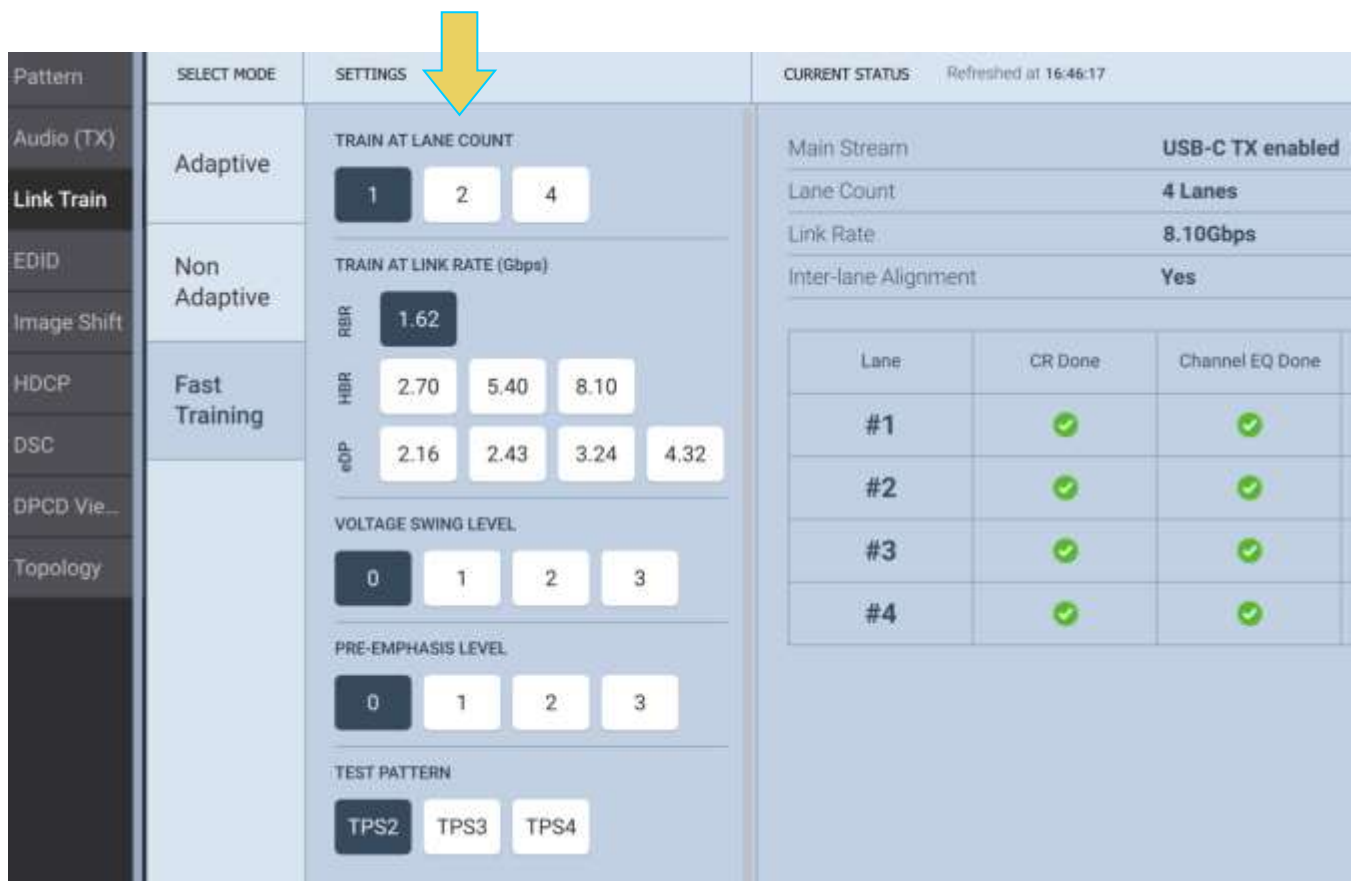 Pattern
Audio (TX)
Link Train
EDID
Image Shift
HDCP
DSC
DPCD Vie...
Topology
SELECT MODE
Adaptive
Non
Adaptive
Fast
Training
SETTINGS
TRAIN AT LANE COUNT
1 2 4
TRAIN AT LINK RATE (Gbps)
RBR 1.62
HBR 2.70 5.40 8.10
eDP 2.16 2.43 3.24 4.32
VOLTAGE SWING LEVEL
0 1 2 3
PRE-EMPHASIS LEVEL
0 1 2 3
TEST PATTERN
TPS2 TPS3 TPS4
CURRENT STATUS Refreshed at 16:46:17
Main Stream USB-C TX enabled
Lane Count 4 Lanes
Link Rate 8.10Gbps
Inter-lane Alignment Yes
Lane CR Done Channel EQ Done
#1
#2
#3
#4